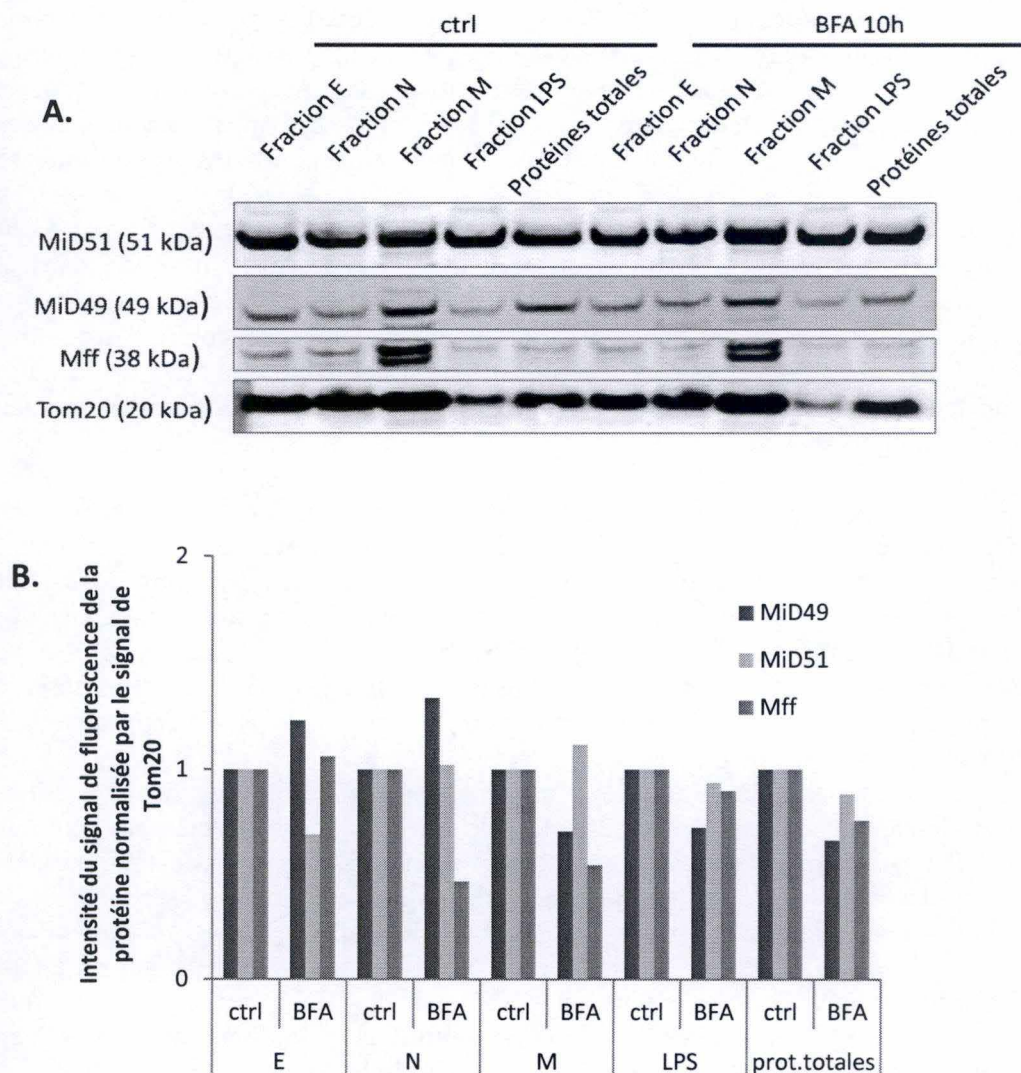 ctrl
BFA 10h
A.
Fraction E
Fraction N
Fraction M
Fraction LPS
Protéines totales
Fraction E
Fraction N
Fraction M
Fraction LPS
Protéines totales
MiD51 (51 kDa)
MiD49 (49 kDa)
Mff (38 kDa)
Tom20 (20 kDa)
B.
Intensité du signal de fluorescence de la
protéine normalisée par le signal de
Tom20
2
1
0
MiD49
MiD51
Mff
ctrl
BFA
ctrl
BFA
ctrl
BFA
ctrl
BFA
ctrl
BFA
E
N
M
LPS
prot.totales